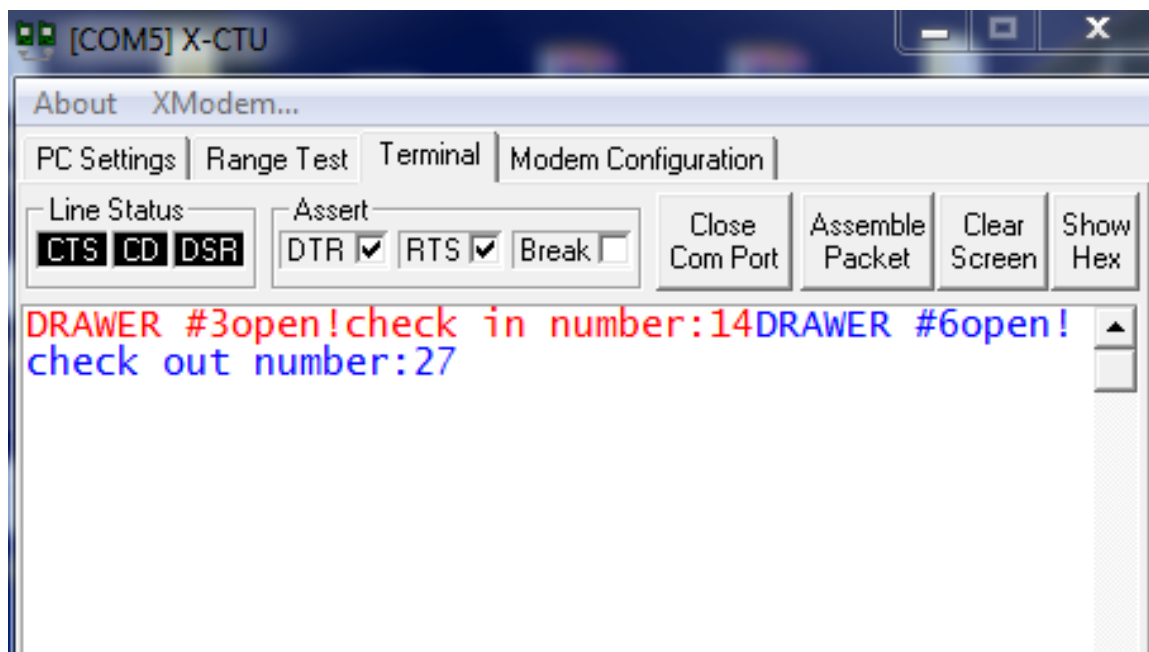 [COM5] X-CTU
X
About XModem...
PC Settings Range Test Terminal Modem Configuration
Line Status Assert
CTS CD DSR DTR RTS Break Close Com Port Assemble Packet Clear Screen Show Hex
DRAWER #3open!check in number:14DRAWER #6open!
check out number:27